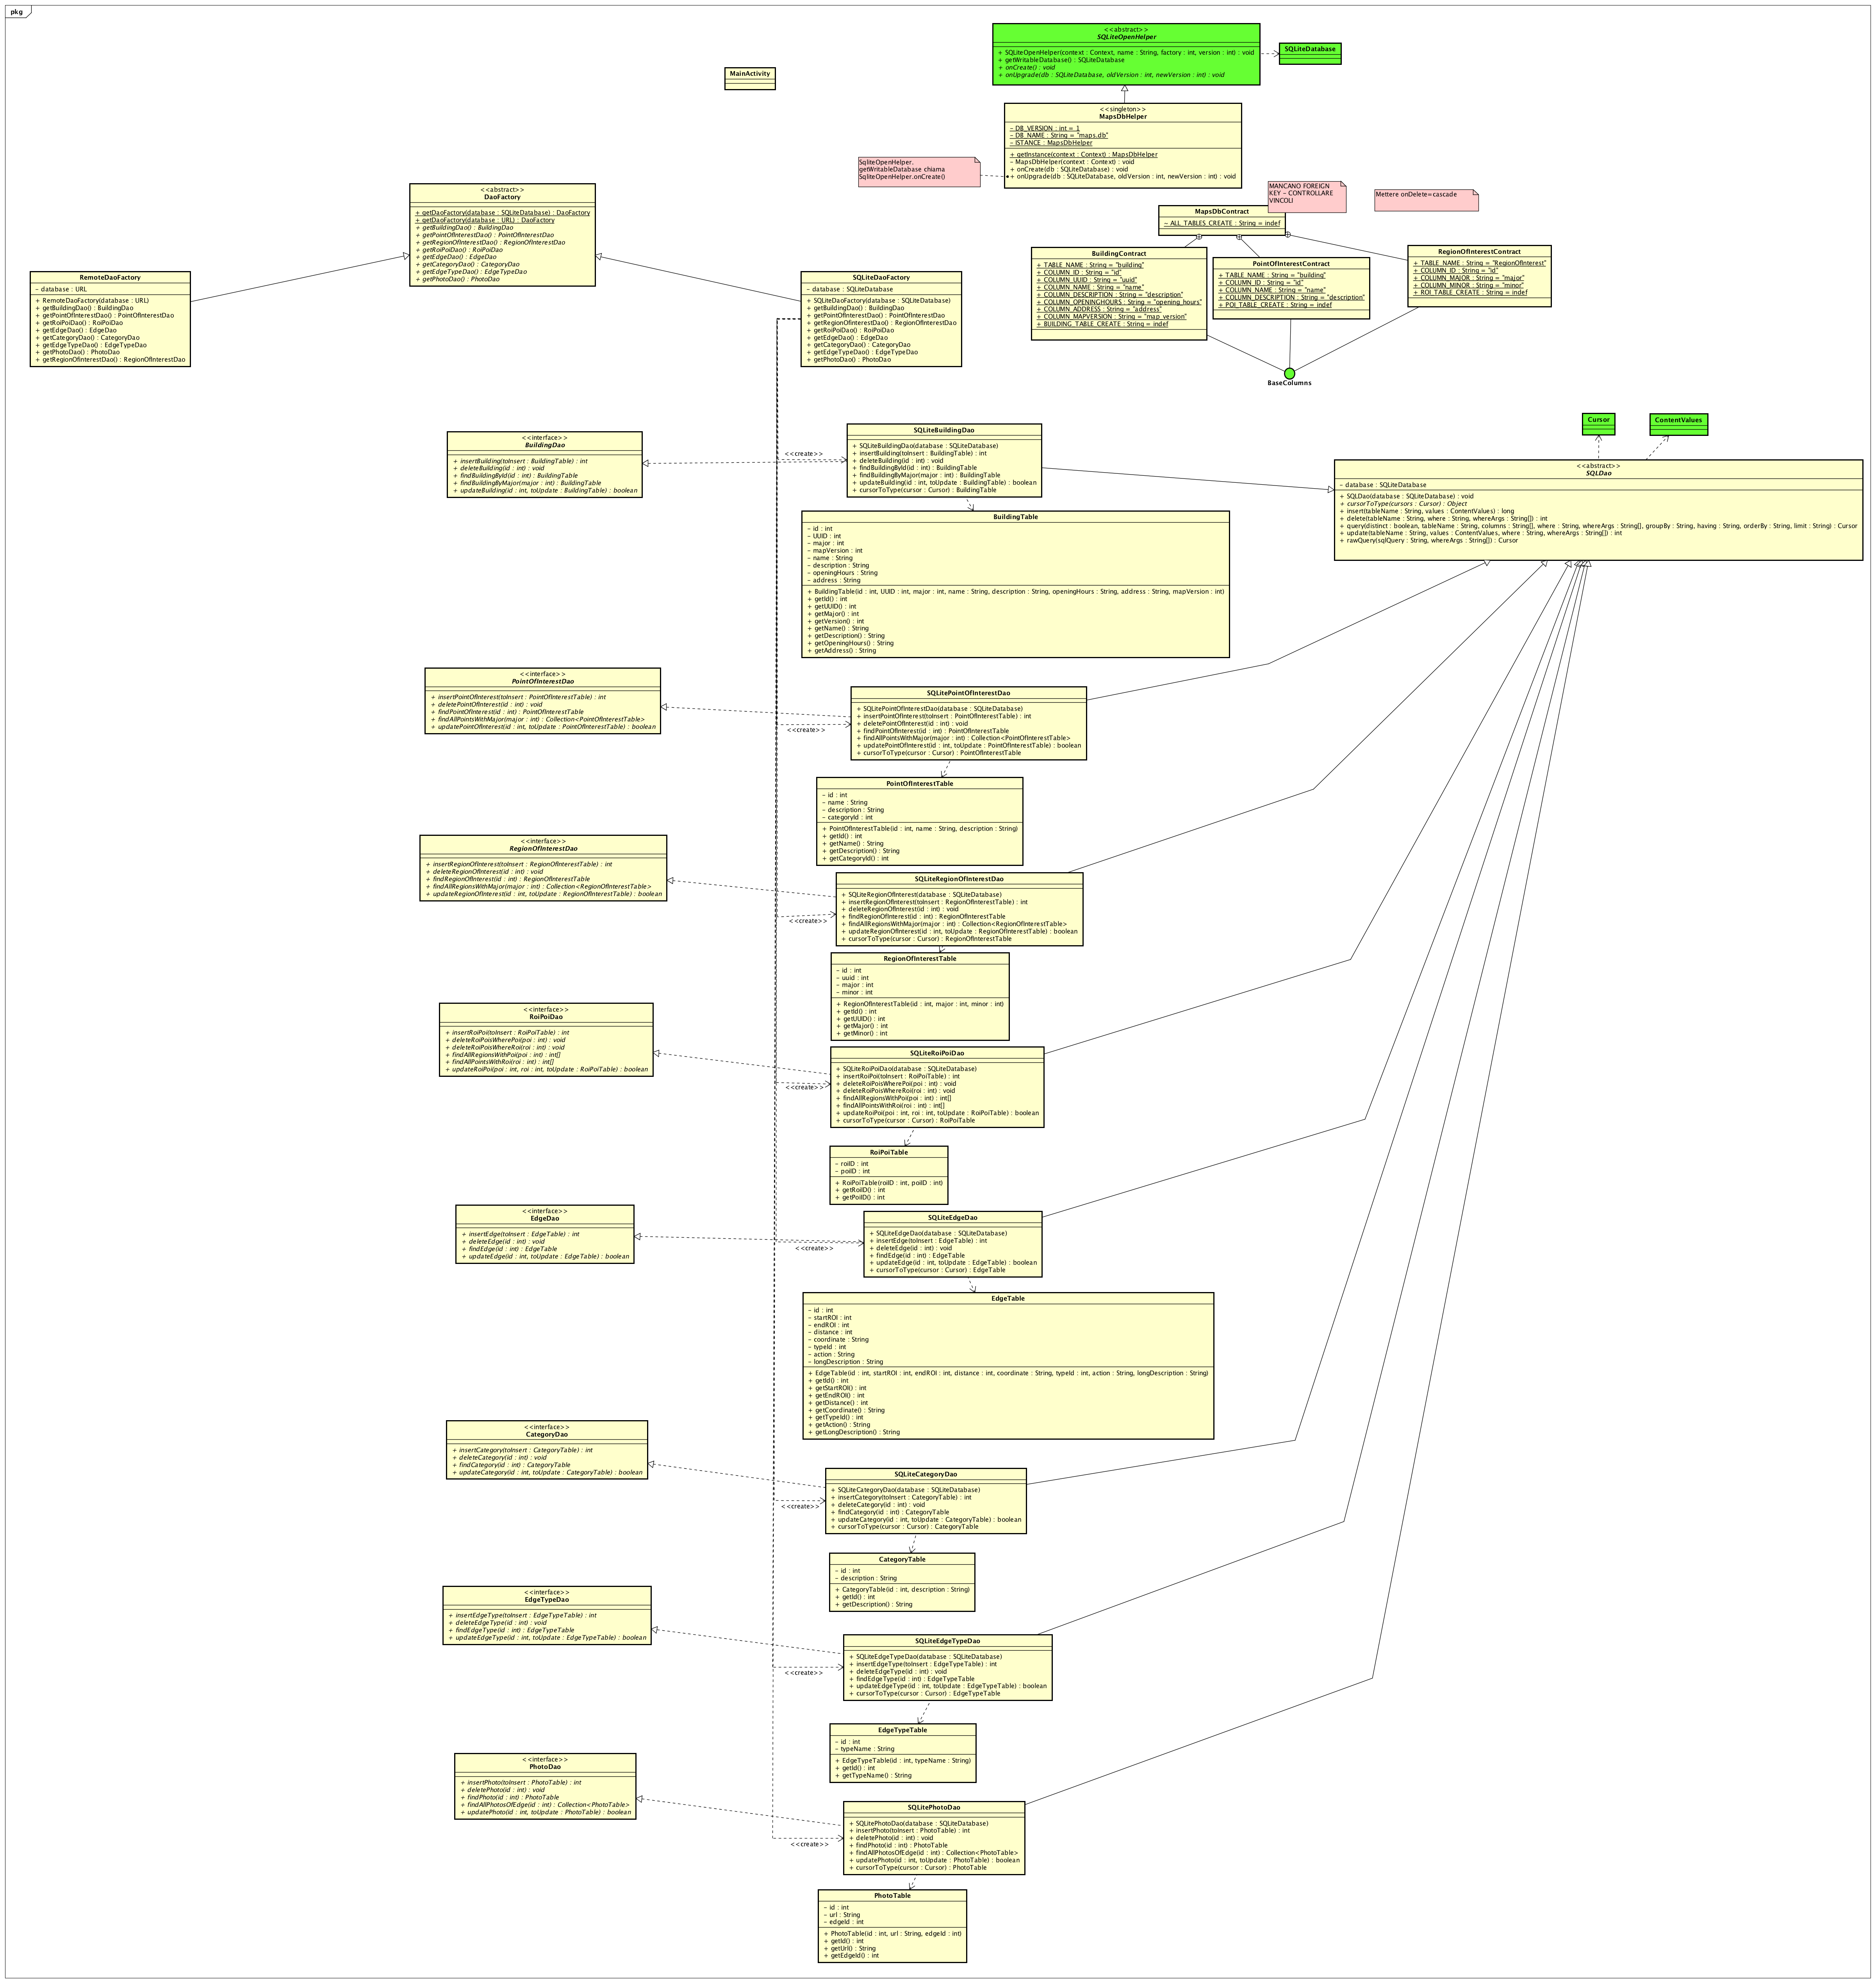 pkg
<<abstract>>
SQLiteOpenHelper
+ SQLiteOpenHelper(context : Context, name : String, factory : int, version : int) : void
+ getWritableDatabase() : SQLiteDatabase
+ onCreate() : void
+ onUpgrade(db : SQLiteDatabase, oldVersion : int, newVersion : int) : void
SQLiteDatabase
MainActivity
<<singleton>>
MapsDbHelper
- DB_VERSION : int = 1
- DB_NAME : String = "maps.db"
- ISTANCE : MapsDbHelper
+ getInstance(context : Context) : MapsDbHelper
- MapsDbHelper(context : Context) : void
+ onCreate(db : SQLiteDatabase) : void
+ onUpgrade(db : SQLiteDatabase, oldVersion : int, newVersion : int) : void
SqliteOpenHelper.
getWritableDatabase chiama
SqliteOpenHelper.onCreate()
MANCANO FOREIGN
KEY - CONTROLLARE
VINCOLI
Mettere onDelete=cascade
<<abstract>>
DaoFactory
+ getDaoFactory(database : SQLiteDatabase) : DaoFactory
+ getDaoFactory(database : URL) : DaoFactory
+ getBuildingDao() : BuildingDao
+ getPointOfInterestDao() : PointOfInterestDao
+ getRegionOfInterestDao() : RegionOfInterestDao
+ getRoiPoiDao() : RoiPoiDao
+ getEdgeDao() : EdgeDao
+ getCategoryDao() : CategoryDao
+ getEdgeTypeDao() : EdgeTypeDao
+ getPhotoDao() : PhotoDao
MapsDbContract
- ALL_TABLES_CREATE : String = indef
BuildingContract
+ TABLE_NAME : String = "building"
+ COLUMN_ID : String = "id"
+ COLUMN_UUID : String = "uuid"
+ COLUMN_NAME : String = "name"
+ COLUMN_DESCRIPTION : String = "description"
+ COLUMN_OPENINGHOURS : String = "opening_hours"
+ COLUMN_ADDRESS : String = "address"
+ COLUMN_MAPVERSION : String = "map_version"
+ BUILDING_TABLE_CREATE : String = indef
PointOfInterestContract
+ TABLE_NAME : String = "building"
+ COLUMN_ID : String = "id"
+ COLUMN_NAME : String = "name"
+ COLUMN_DESCRIPTION : String = "description"
+ POI_TABLE_CREATE : String = indef
RegionOfInterestContract
+ TABLE_NAME : String = "RegionOfInterest"
+ COLUMN_ID : String = "id"
+ COLUMN_MAJOR : String = "major"
+ COLUMN_MINOR : String = "minor"
+ ROI_TABLE_CREATE : String = indef
BaseColumns
RemoteDaoFactory
- database : URL
+ RemoteDaoFactory(database : URL)
+ getBuildingDao() : BuildingDao
+ getPointOfInterestDao() : PointOfInterestDao
+ getRoiPoiDao() : RoiPoiDao
+ getEdgeDao() : EdgeDao
+ getCategoryDao() : CategoryDao
+ getEdgeTypeDao() : EdgeTypeDao
+ getPhotoDao() : PhotoDao
+ getRegionOfInterestDao() : RegionOfInterestDao
SQLiteDaoFactory
- database : SQLiteDatabase
+ SQLiteDaoFactory(database : SQLiteDatabase)
+ getBuildingDao() : BuildingDao
+ getPointOfInterestDao() : PointOfInterestDao
+ getRegionOfInterestDao() : RegionOfInterestDao
+ getRoiPoiDao() : RoiPoiDao
+ getEdgeDao() : EdgeDao
+ getCategoryDao() : CategoryDao
+ getEdgeTypeDao() : EdgeTypeDao
+ getPhotoDao() : PhotoDao
Cursor
ContentValues
<<abstract>>
SQLDao
- database : SQLiteDatabase
+ SQLDao(database : SQLiteDatabase) : void
+ cursorToType(cursors : Cursor) : Object
+ insert(tableName : String, values : ContentValues) : long
+ delete(tableName : String, where : String, whereArgs : String[]) : int
+ query(distinct : boolean, tableName : String, columns : String[], where : String, whereArgs : String[], groupBy : String, having : String, orderBy : String, limit : String) : Cursor
+ update(tableName : String, values : ContentValues, where : String, whereArgs : String[]) : int
+ rawQuery(sqlQuery : String, whereArgs : String[]) : Cursor
<<interface>>
BuildingDao
+ insertBuilding(toInsert : BuildingTable) : int
+ deleteBuilding(id : int) : void
+ findBuildingById(id : int) : BuildingTable
+ findBuildingByMajor(major : int) : BuildingTable
+ updateBuilding(id : int, toUpdate : BuildingTable) : boolean
<<create>>
SQLiteBuildingDao
+ SQLiteBuildingDao(database : SQLiteDatabase)
+ insertBuilding(toInsert : BuildingTable) : int
+ deleteBuilding(id : int) : void
+ findBuildingById(id : int) : BuildingTable
+ findBuildingByMajor(major : int) : BuildingTable
+ updateBuilding(id : int, toUpdate : BuildingTable) : boolean
+ cursorToType(cursor : Cursor) : BuildingTable
BuildingTable
- id : int
- UUID : int
- major : int
- mapVersion : int
- name : String
- description : String
- openingHours : String
- address : String
+ BuildingTable(id : int, UUID : int, major : int, name : String, description : String, openingHours : String, address : String, mapVersion : int)
+ getId() : int
+ getUUID() : int
+ getMajor() : int
+ getVersion() : int
+ getName() : String
+ getDescription() : String
+ getOpeningHours() : String
+ getAddress() : String
<<interface>>
PointOfInterestDao
+ insertPointOfInterest(toInsert : PointOfInterestTable) : int
+ deletePointOfInterest(id : int) : void
+ findPointOfInterest(id : int) : PointOfInterestTable
+ findAllPointsWithMajor(major : int) : Collection<PointOfInterestTable>
+ updatePointOfInterest(id : int, toUpdate : PointOfInterestTable) : boolean
<<create>>
SQLitePointOfInterestDao
+ SQLitePointOfInterestDao(database : SQLiteDatabase)
+ insertPointOfInterest(toInsert : PointOfInterestTable) : int
+ deletePointOfInterest(id : int) : void
+ findPointOfInterest(id : int) : PointOfInterestTable
+ findAllPointsWithMajor(major : int) : Collection<PointOfInterestTable>
+ updatePointOfInterest(id : int, toUpdate : PointOfInterestTable) : boolean
+ cursorToType(cursor : Cursor) : PointOfInterestTable
PointOfInterestTable
- id : int
- name : String
- description : String
- categoryId : int
+ PointOfInterestTable(id : int, name : String, description : String)
+ getId() : int
+ getName() : String
+ getDescription() : String
+ getCategoryId() : int
<<interface>>
RegionOfInterestDao
+ insertRegionOfInterest(toInsert : RegionOfInterestTable) : int
+ deleteRegionOfInterest(id : int) : void
+ findRegionOfInterest(id : int) : RegionOfInterestTable
+ findAllRegionsWithMajor(major : int) : Collection<RegionOfInterestTable>
+ updateRegionOfInterest(id : int, toUpdate : RegionOfInterestTable) : boolean
<<create>>
SQLiteRegionOfInterestDao
+ SQLiteRegionOfInterest(database : SQLiteDatabase)
+ insertRegionOfInterest(toInsert : RegionOfInterestTable) : int
+ deleteRegionOfInterest(id : int) : void
+ findRegionOfInterest(id : int) : RegionOfInterestTable
+ findAllRegionsWithMajor(major : int) : Collection<RegionOfInterestTable>
+ updateRegionOfInterest(id : int, toUpdate : RegionOfInterestTable) : boolean
+ cursorToType(cursor : Cursor) : RegionOfInterestTable
RegionOfInterestTable
- id : int
- uuid : int
- major : int
- minor : int
+ RegionOfInterestTable(id : int, major : int, minor : int)
+ getId() : int
+ getUUID() : int
+ getMajor() : int
+ getMinor() : int
<<interface>>
RoiPoiDao
+ insertRoiPoi(toInsert : RoiPoiTable) : int
+ deleteRoiPoisWherePoi(poi : int) : void
+ deleteRoiPoisWhereRoi(roi : int) : void
+ findAllRegionsWithPoi(poi : int) : int[]
+ findAllPointsWithRoi(roi : int) : int[]
+ updateRoiPoi(poi : int, roi : int, toUpdate : RoiPoiTable) : boolean
<<create>>
SQLiteRoiPoiDao
+ SQLiteRoiPoiDao(database : SQLiteDatabase)
+ insertRoiPoi(toInsert : RoiPoiTable) : int
+ deleteRoiPoisWherePoi(poi : int) : void
+ deleteRoiPoisWhereRoi(roi : int) : void
+ findAllRegionsWithPoi(poi : int) : int[]
+ findAllPointsWithRoi(roi : int) : int[]
+ updateRoiPoi(poi : int, roi : int, toUpdate : RoiPoiTable) : boolean
+ cursorToType(cursor : Cursor) : RoiPoiTable
RoiPoiTable
- roiID : int
- poiID : int
+ RoiPoiTable(roiID : int, poiID : int)
+ getRoiID() : int
+ getPoiID() : int
<<interface>>
EdgeDao
+ insertEdge(toInsert : EdgeTable) : int
+ deleteEdge(id : int) : void
+ findEdge(id : int) : EdgeTable
+ updateEdge(id : int, toUpdate : EdgeTable) : boolean
<<create>>
SQLiteEdgeDao
+ SQLiteEdgeDao(database : SQLiteDatabase)
+ insertEdge(toInsert : EdgeTable) : int
+ deleteEdge(id : int) : void
+ findEdge(id : int) : EdgeTable
+ updateEdge(id : int, toUpdate : EdgeTable) : boolean
+ cursorToType(cursor : Cursor) : EdgeTable
EdgeTable
- id : int
- startROI : int
- endROI : int
- distance : int
- coordinate : String
- typeId : int
- action : String
- longDescription : String
+ EdgeTable(id : int, startROI : int, endROI : int, distance : int, coordinate : String, typeId : int, action : String, longDescription : String)
+ getId() : int
+ getStartROI() : int
+ getEndROI() : int
+ getDistance() : int
+ getCoordinate() : String
+ getTypeId() : int
+ getAction() : String
+ getLongDescription() : String
<<interface>>
CategoryDao
+ insertCategory(toInsert : CategoryTable) : int
+ deleteCategory(id : int) : void
+ findCategory(id : int) : CategoryTable
+ updateCategory(id : int, toUpdate : CategoryTable) : boolean
<<create>>
SQLiteCategoryDao
+ SQLiteCategoryDao(database : SQLiteDatabase)
+ insertCategory(toInsert : CategoryTable) : int
+ deleteCategory(id : int) : void
+ findCategory(id : int) : CategoryTable
+ updateCategory(id : int, toUpdate : CategoryTable) : boolean
+ cursorToType(cursor : Cursor) : CategoryTable
CategoryTable
- id : int
- description : String
+ CategoryTable(id : int, description : String)
+ getId() : int
+ getDescription() : String
<<interface>>
EdgeTypeDao
+ insertEdgeType(toInsert : EdgeTypeTable) : int
+ deleteEdgeType(id : int) : void
+ findEdgeType(id : int) : EdgeTypeTable
+ updateEdgeType(id : int, toUpdate : EdgeTypeTable) : boolean
<<create>>
SQLiteEdgeTypeDao
+ SQLiteEdgeTypeDao(database : SQLiteDatabase)
+ insertEdgeType(toInsert : EdgeTypeTable) : int
+ deleteEdgeType(id : int) : void
+ findEdgeType(id : int) : EdgeTypeTable
+ updateEdgeType(id : int, toUpdate : EdgeTypeTable) : boolean
+ cursorToType(cursor : Cursor) : EdgeTypeTable
EdgeTypeTable
- id : int
- typeName : String
+ EdgeTypeTable(id : int, typeName : String)
+ getId() : int
+ getTypeName() : String
<<interface>>
PhotoDao
+ insertPhoto(toInsert : PhotoTable) : int
+ deletePhoto(id : int) : void
+ findPhoto(id : int) : PhotoTable
+ findAllPhotosOfEdge(id : int) : Collection<PhotoTable>
+ updatePhoto(id : int, toUpdate : PhotoTable) : boolean
<<create>>
SQLitePhotoDao
+ SQLitePhotoDao(database : SQLiteDatabase)
+ insertPhoto(toInsert : PhotoTable) : int
+ deletePhoto(id : int) : void
+ findPhoto(id : int) : PhotoTable
+ findAllPhotosOfEdge(id : int) : Collection<PhotoTable>
+ updatePhoto(id : int, toUpdate : PhotoTable) : boolean
+ cursorToType(cursor : Cursor) : PhotoTable
PhotoTable
- id : int
- url : String
- edgeId : int
+ PhotoTable(id : int, url : String, edgeId : int)
+ getId() : int
+ getUrl() : String
+ getEdgeId() : int